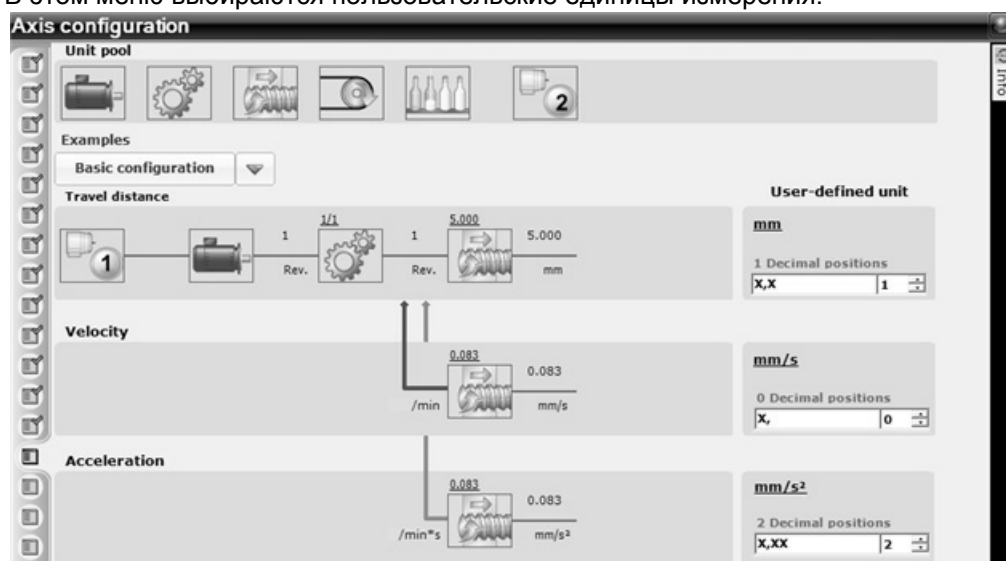 В этом меню выбираются пользовательские единицы измерения.
Axis configuration
Info
Unit pool
2
Examples
Basic configuration
Travel distance
User-defined unit
1
1
Rev.
1/1
1
Rev.
5.000
5.000
mm
mm
1 Decimal positions
X,X 1
Velocity
/min
0.083
0.083
mm/s
mm/s
0 Decimal positions
X, 0
Acceleration
/min*s
0.083
0.083
mm/s²
mm/s²
2 Decimal positions
X,XX 2